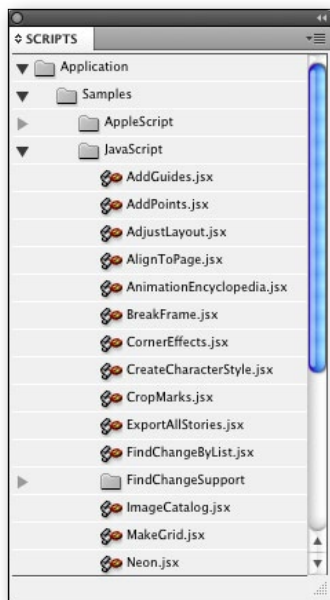 SCRIPTS
Application
Samples
AppleScript
JavaScript
AddGuides.jsx
AddPoints.jsx
AdjustLayout.jsx
AlignToPage.jsx
AnimationEncyclopedia.jsx
BreakFrame.jsx
CornerEffects.jsx
CreateCharacterStyle.jsx
CropMarks.jsx
ExportAllStories.jsx
FindChangeByList.jsx
FindChangeSupport
ImageCatalog.jsx
MakeGrid.jsx
Neon.jsx